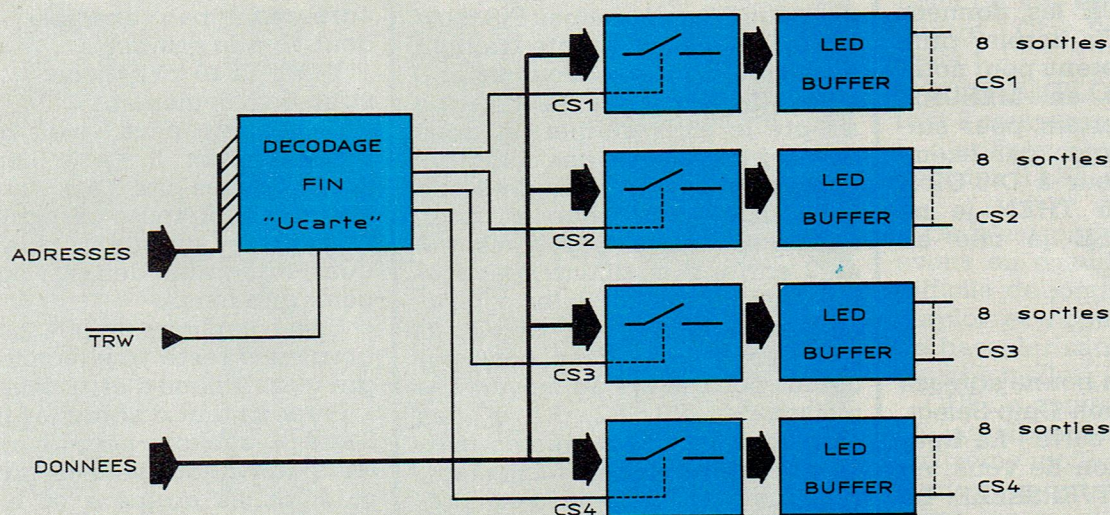 LED
BUFFER
8 sorties
CS1
CS1
DECODAGE
FIN
"Ucarte"
LED
BUFFER
8 sorties
CS2
CS2
ADRESSES
TRW
LED
BUFFER
8 sorties
CS3
CS3
DONNEES
LED
BUFFER
8 sorties
CS4
CS4